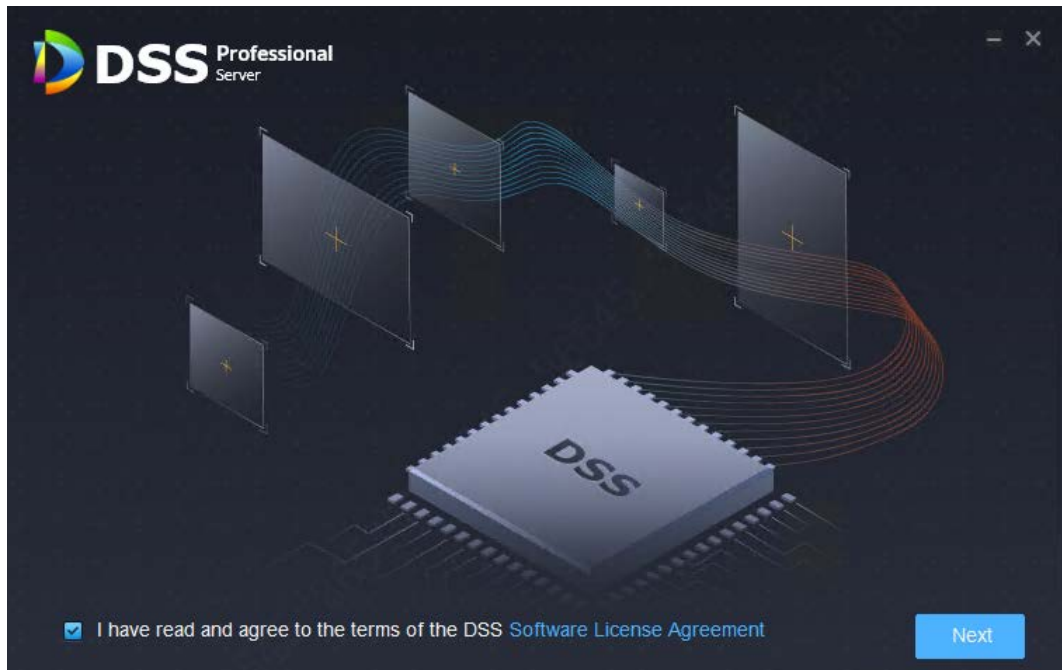 DSS Professional
Server
DSS
I have read and agree to the terms of the DSS Software License Agreement
Next